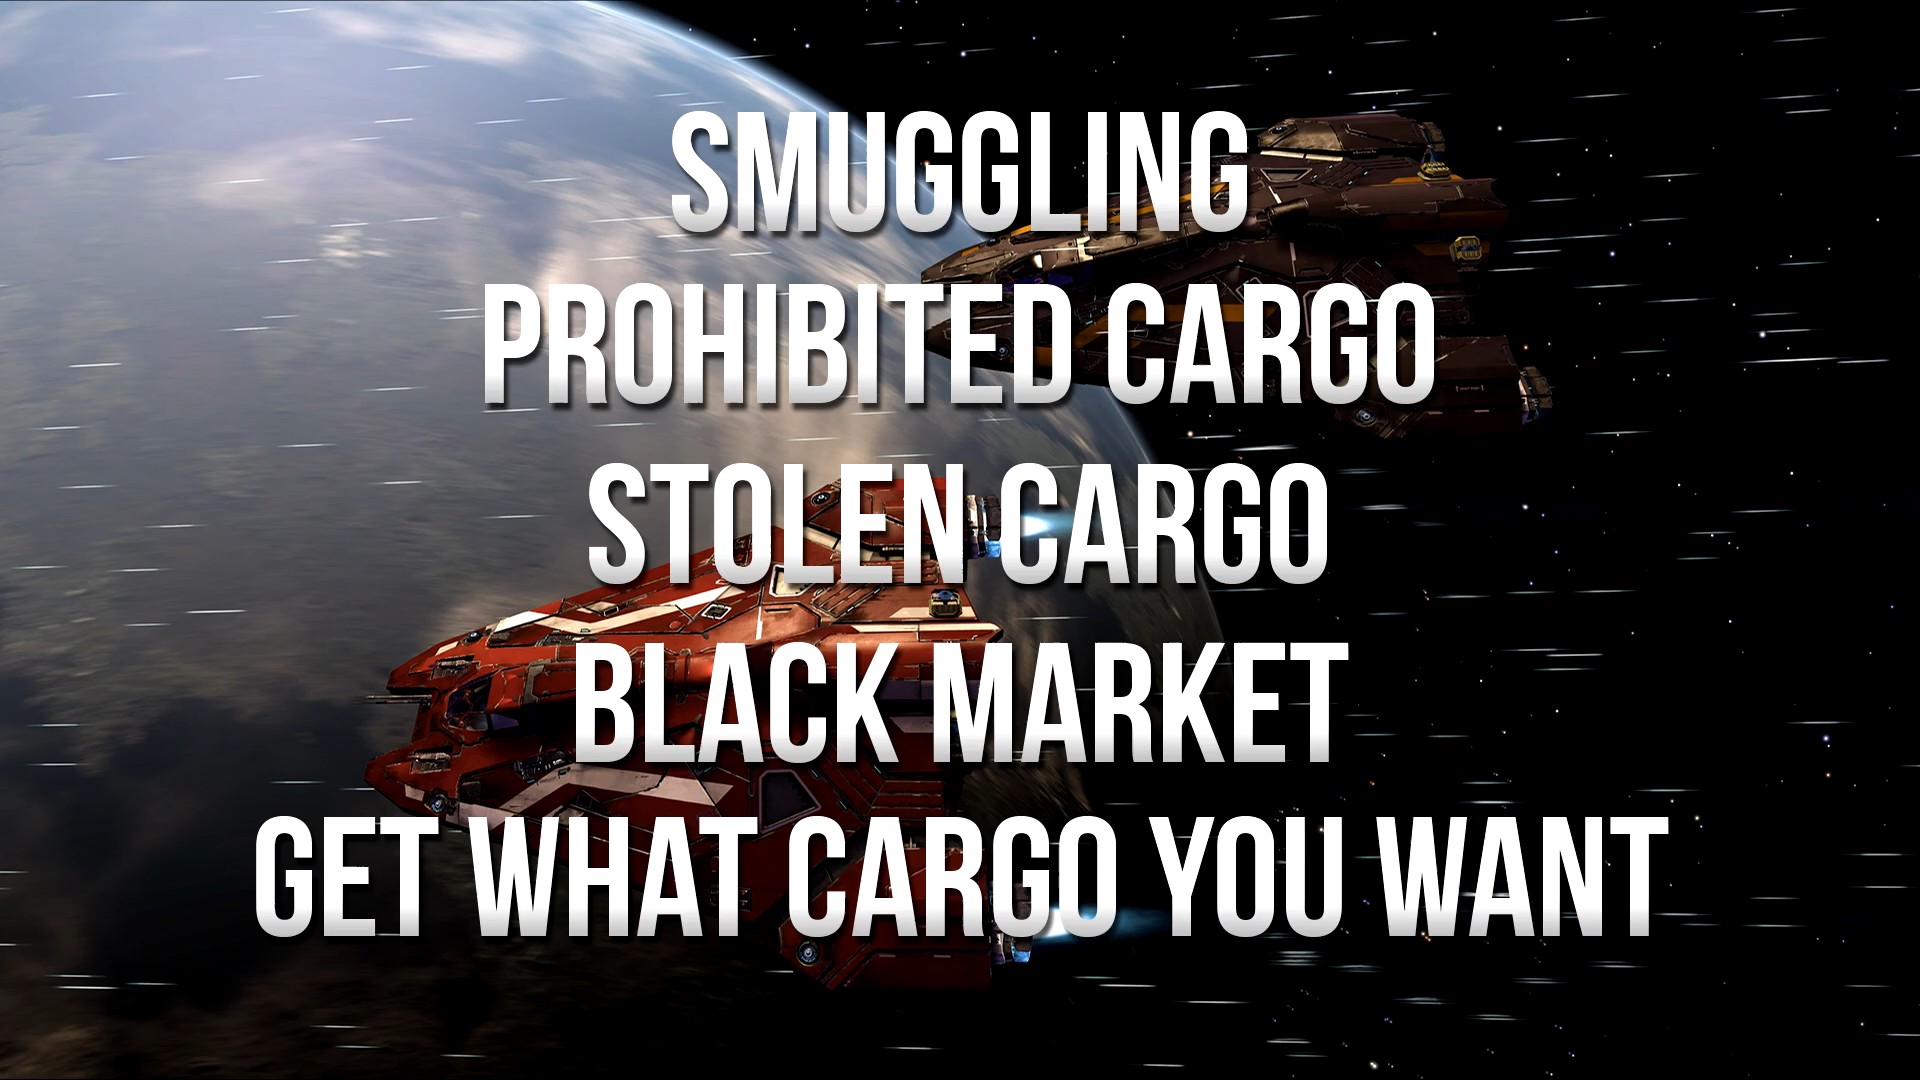 SMUGGLING
PROHIBITED CARGO
STOLEN CARGO
BLACK MARKET
GET WHAT CARGO YOU WANT